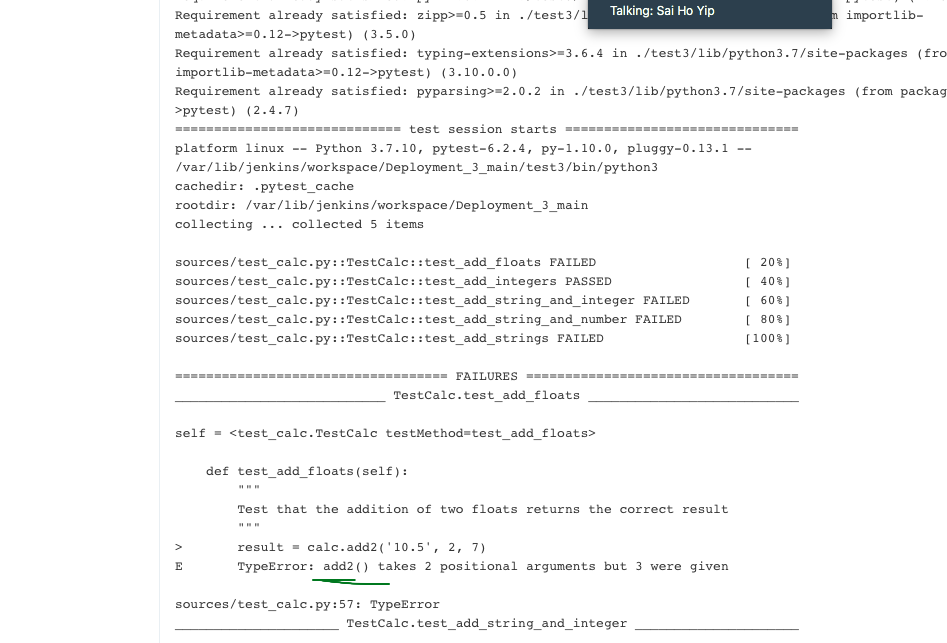 Requirement already satisfied: zipp>=0.5 in ./test3/l
Talking: Sai Ho Yip
m importlib-
metadata>=0.12->pytest) (3.5.0)
Requirement already satisfied: typing-extensions>=3.6.4 in ./test3/lib/python3.7/site-packages (fro
importlib-metadata>=0.12->pytest) (3.10.0.0)
Requirement already satisfied: pyparsing>=2.0.2 in ./test3/lib/python3.7/site-packages (from packag
>pytest) (2.4.7)
============================= test session starts ==============================
platform linux -- Python 3.7.10, pytest-6.2.4, py-1.10.0, pluggy-0.13.1 --
/var/lib/jenkins/workspace/Deployment_3_main/test3/bin/python3
cachedir: .pytest_cache
rootdir: /var/lib/jenkins/workspace/Deployment_3_main
collecting ... collected 5 items
sources/test_calc.py::TestCalc::test_add_floats FAILED [ 20%]
sources/test_calc.py::TestCalc::test_add_integers PASSED [ 40%]
sources/test_calc.py::TestCalc::test_add_string_and_integer FAILED [ 60%]
sources/test_calc.py::TestCalc::test_add_string_and_number FAILED [ 80%]
sources/test_calc.py::TestCalc::test_add_strings FAILED [100%]
=================================== FAILURES ===================================
___________________________ TestCalc.test_add_floats ___________________________
self = <test_calc.TestCalc testMethod=test_add_floats>
def test_add_floats(self):
"""
Test that the addition of two floats returns the correct result
"""
> result = calc.add2('10.5', 2, 7)
E TypeError: add2() takes 2 positional arguments but 3 were given
sources/test_calc.py:57: TypeError
_____________________ TestCalc.test_add_string_and_integer _____________________